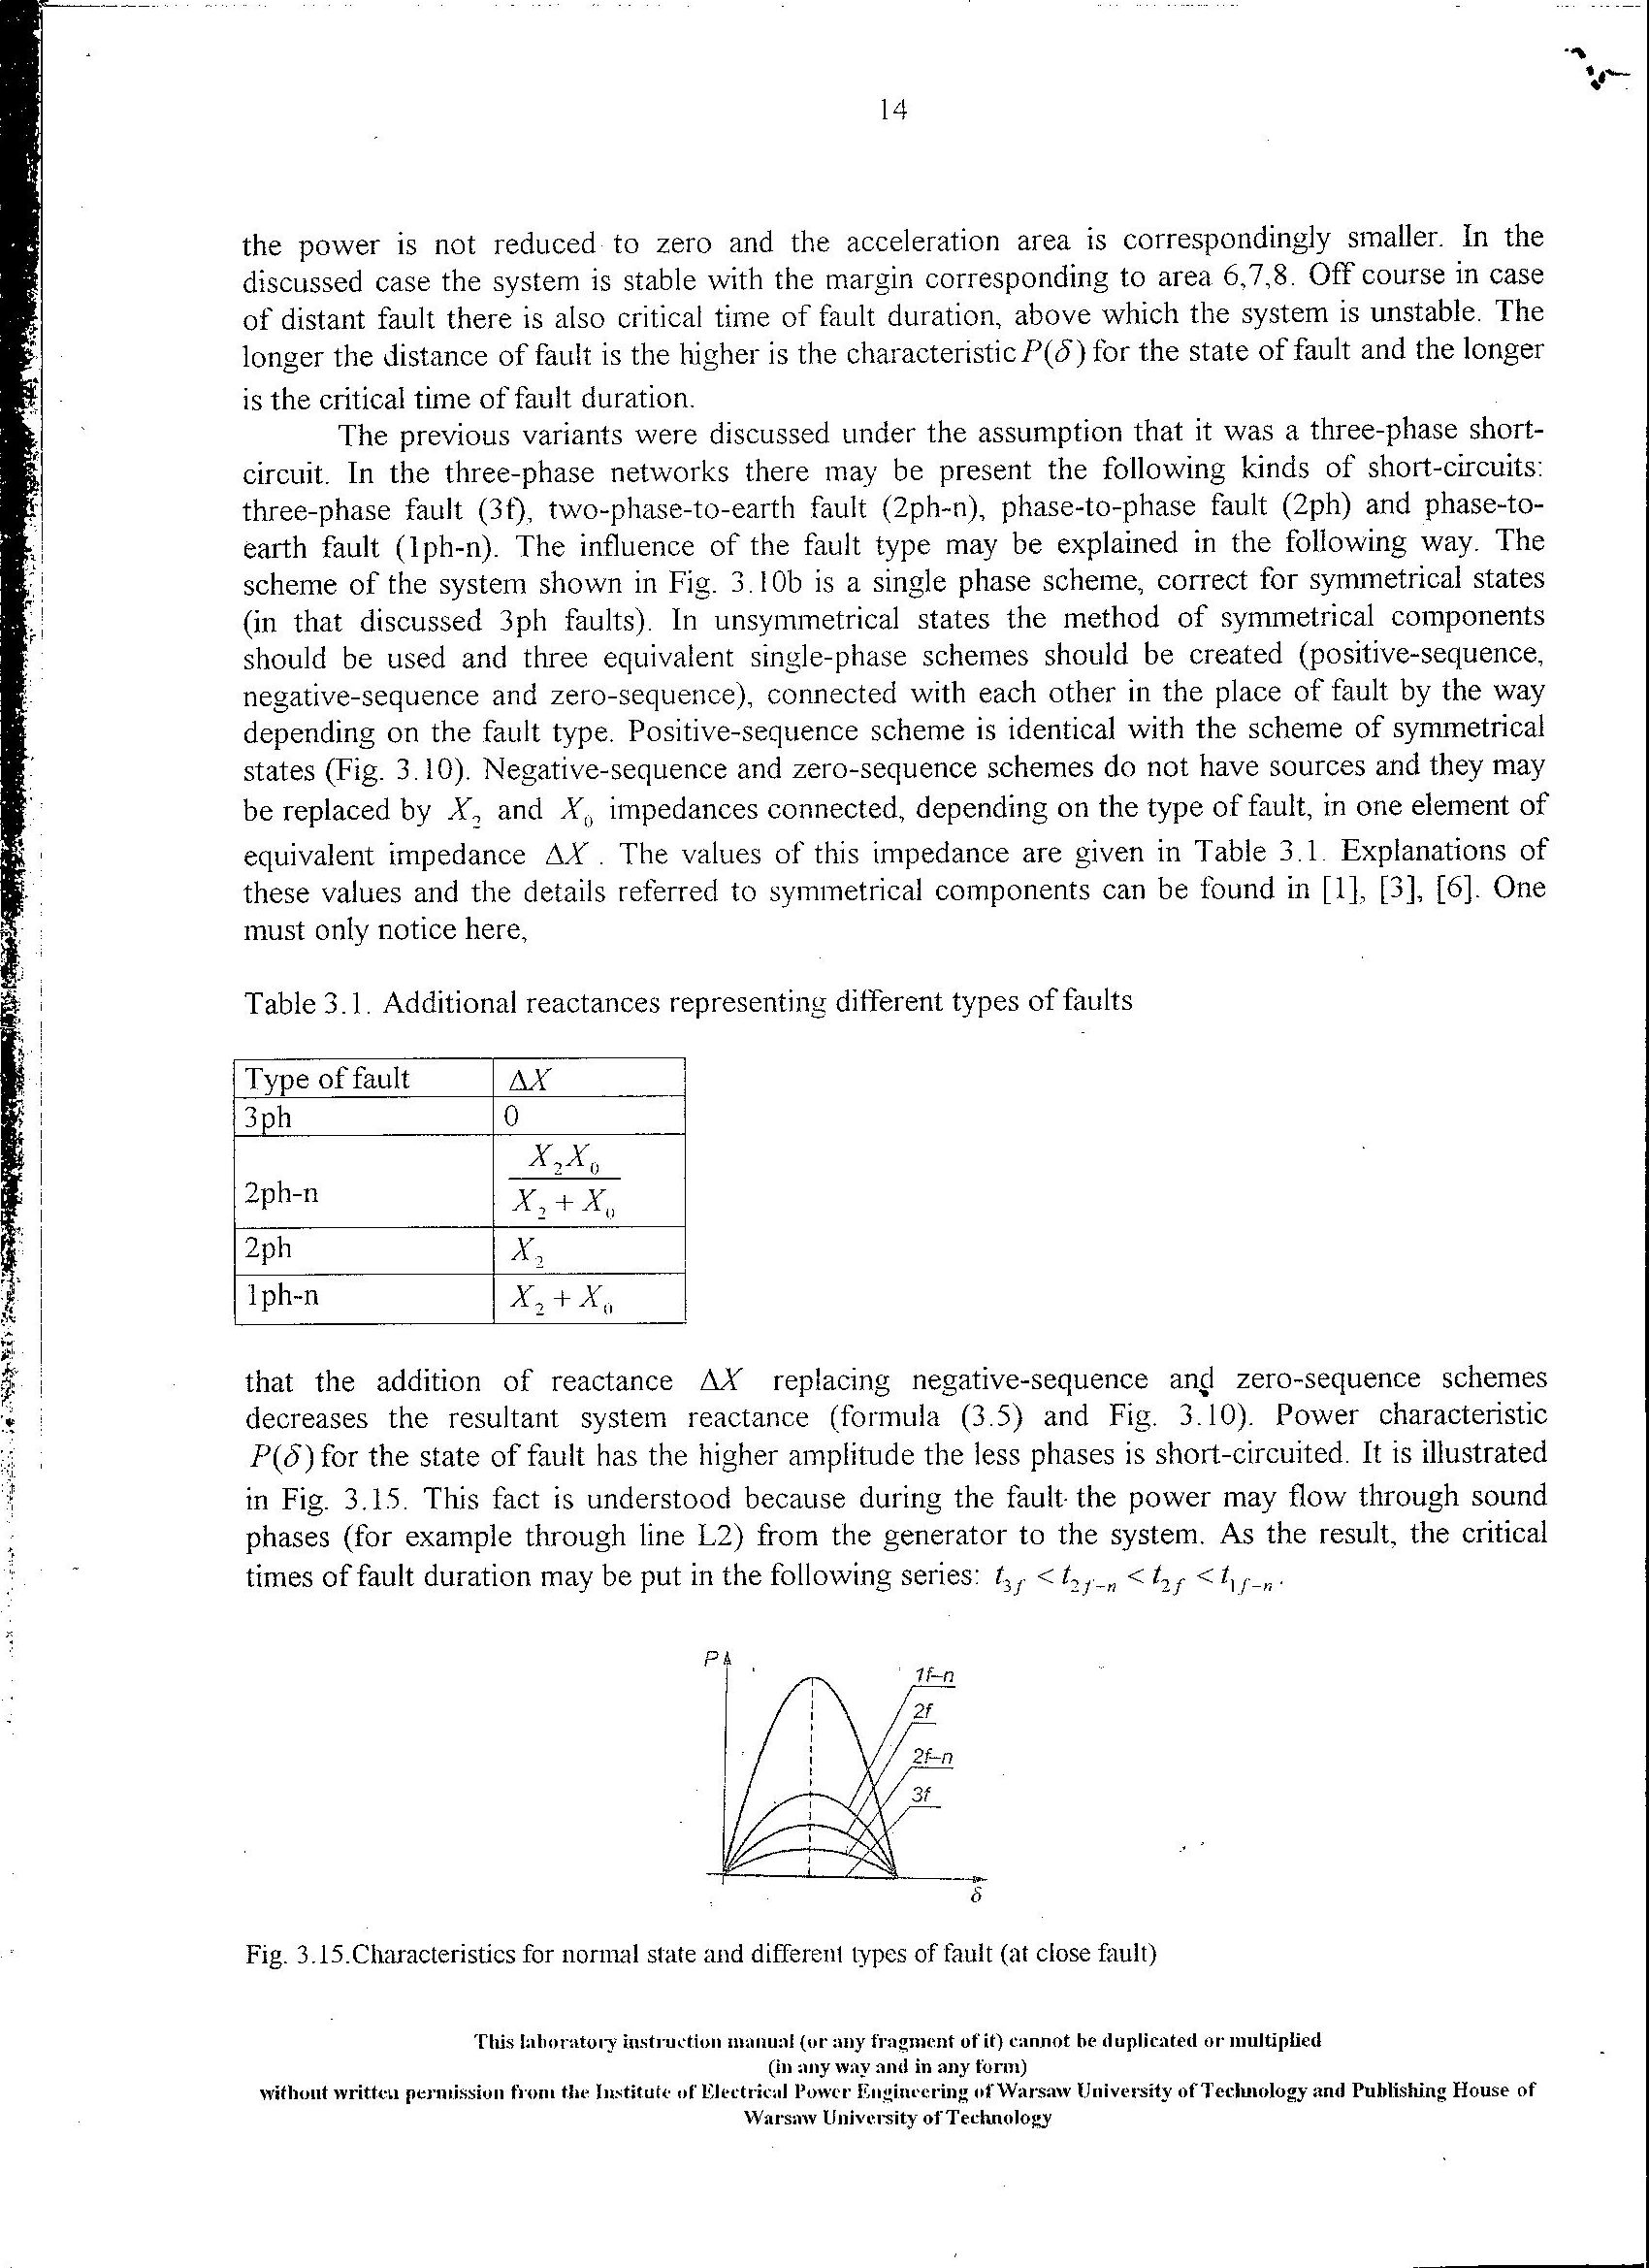 14
the power is not reduced to zero and the acceleration area is correspondingly smaller. In the
discussed case the system is stable with the margin corresponding to area 6,7,8. Off course in case
of distant fault there is also critical time of fault duration, above which the system is unstable. The
longer the distance of fault is the higher is the characteristic P(δ) for the state of fault and the longer
is the critical time of fault duration.
The previous variants were discussed under the assumption that it was a three-phase short-
circuit. In the three-phase networks there may be present the following kinds of short-circuits:
three-phase fault (3f), two-phase-to-earth fault (2ph-n), phase-to-phase fault (2ph) and phase-to-
earth fault (1ph-n). The influence of the fault type may be explained in the following way. The
scheme of the system shown in Fig. 3.10b is a single phase scheme, correct for symmetrical states
(in that discussed 3ph faults). In unsymmetrical states the method of symmetrical components
should be used and three equivalent single-phase schemes should be created (positive-sequence,
negative-sequence and zero-sequence), connected with each other in the place of fault by the way
depending on the fault type. Positive-sequence scheme is identical with the scheme of symmetrical
states (Fig. 3.10). Negative-sequence and zero-sequence schemes do not have sources and they may
be replaced by X₂ and X₀ impedances connected, depending on the type of fault, in one element of
equivalent impedance ΔX . The values of this impedance are given in Table 3.1. Explanations of
these values and the details referred to symmetrical components can be found in [1], [3], [6]. One
must only notice here,
Table 3.1. Additional reactances representing different types of faults
Type of fault ΔX
3ph 0
X₂X₀
2ph-n
X₂ + X₀
2ph X₂
1ph-n X₂ + X₀
that the addition of reactance ΔX replacing negative-sequence and zero-sequence schemes
decreases the resultant system reactance (formula (3.5) and Fig. 3.10). Power characteristic
P(δ) for the state of fault has the higher amplitude the less phases is short-circuited. It is illustrated
in Fig. 3.15. This fact is understood because during the fault the power may flow through sound
phases (for example through line L2) from the generator to the system. As the result, the critical
times of fault duration may be put in the following series: t₃f < t₂f₋n < t₂f < t₁f₋n.
P
1f-n
2f
2f-n
3f
δ
Fig. 3.15.Characteristics for normal state and different types of fault (at close fault)
This laboratory instruction manual (or any fragment of it) cannot be duplicated or multiplied
(in any way and in any form)
without written permission from the Institute of Electrical Power Engineering of Warsaw University of Technology and Publishing House of
Warsaw University of Technology